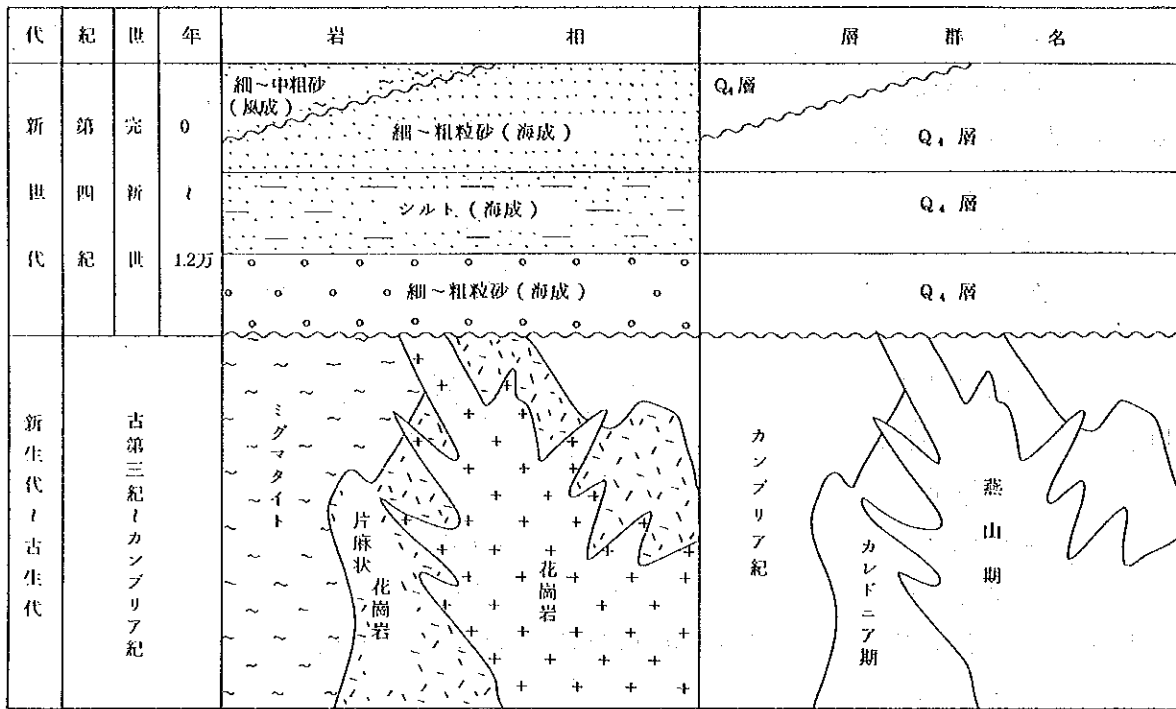 代 紀 世 年 岩相 層群名
新世代 第四紀 完新世 0 ~ 1.2万
細~中粗砂
(風成)
細~粗粒砂(海成)
シルト(海成)
細~粗粒砂(海成)
Q₄層
Q₄層
Q₄層
Q₄層
新生代~古生代
古第三紀~カンブリア紀
ミグマタイト
片麻状
花崗岩
花崗岩
カンブリア紀
カレドニア期
燕山期